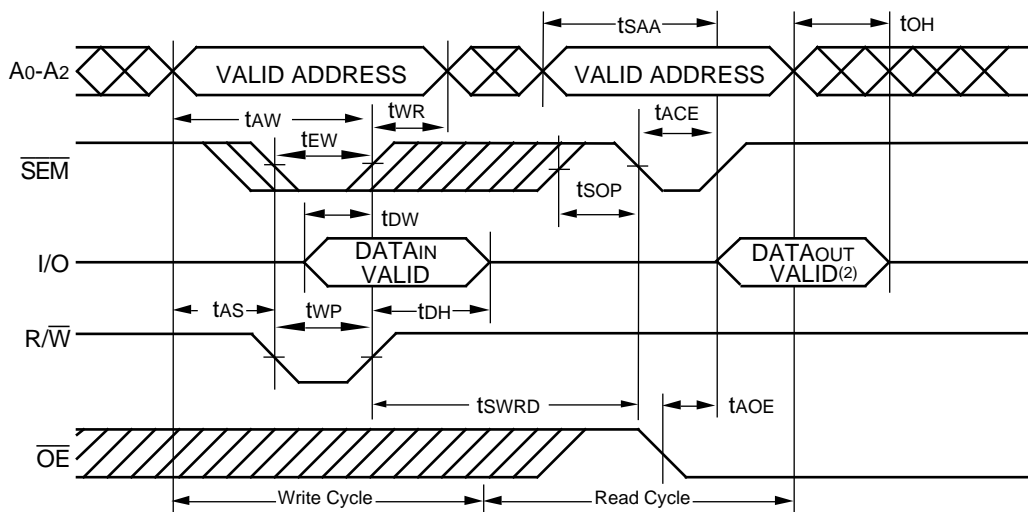 tSAA
tOH
A0-A2
VALID ADDRESS
VALID ADDRESS
tAW
tWR
tACE
tEW
SEM
tSOP
tDW
I/O
DATAIN
VALID
DATAOUT
VALID(2)
tAS
tWP
tDH
R/W
tSWRD
tAOE
OE
Write Cycle
Read Cycle